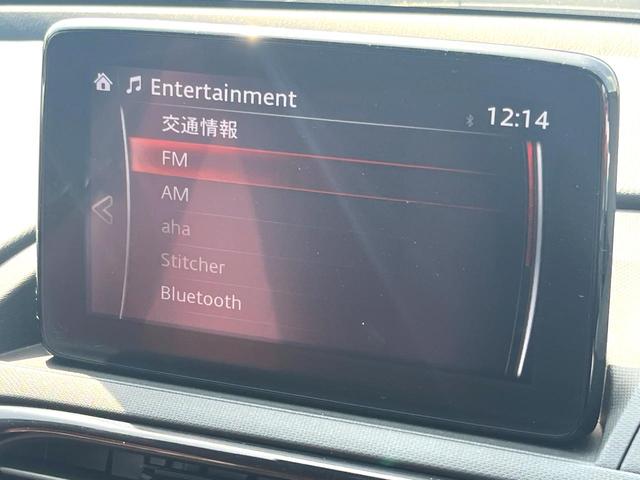 Entertainment
12:14
交通情報
FM
AM
aha
Stitcher
Bluetooth